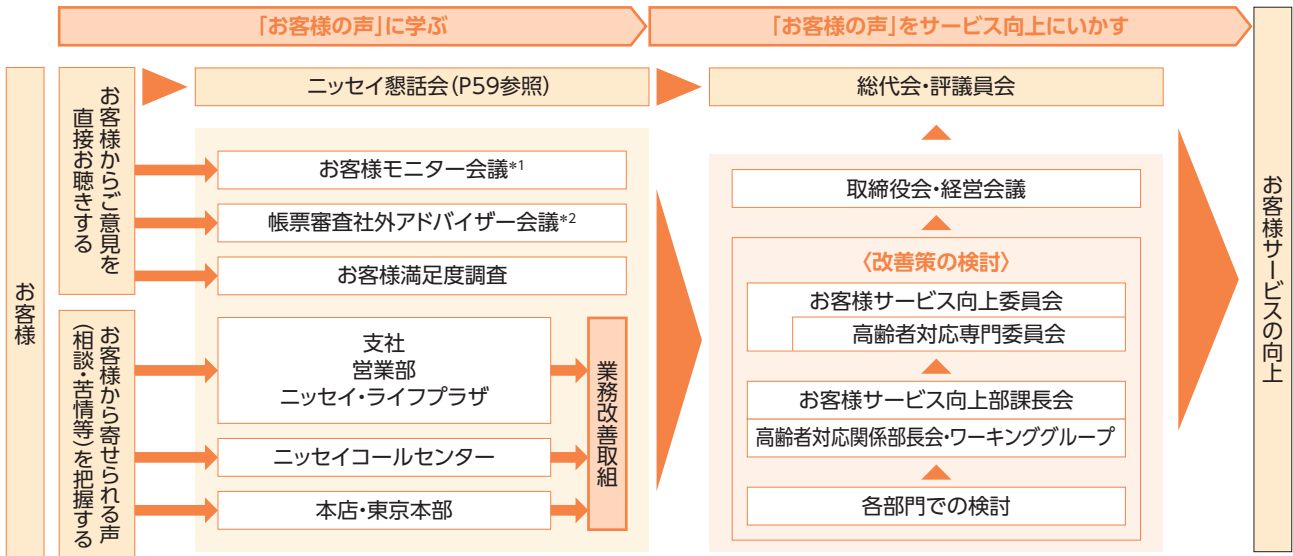 「お客様の声」に学ぶ
「お客様の声」をサービス向上にいかす
お客様
お客様からご意見を
直接お聴きする
ニッセイ懇話会(P59参照)
お客様モニター会議*1
帳票審査社外アドバイザー会議*2
お客様満足度調査
お客様から寄せられる声
(相談・苦情等)を把握する
支社
営業部
ニッセイ・ライフプラザ
ニッセイコールセンター
本店・東京本部
業務改善取組
総代会・評議員会
取締役会・経営会議
〈改善策の検討〉
お客様サービス向上委員会
高齢者対応専門委員会
お客様サービス向上部課長会
高齢者対応関係部長会・ワーキンググループ
各部門での検討
お客様サービスの向上